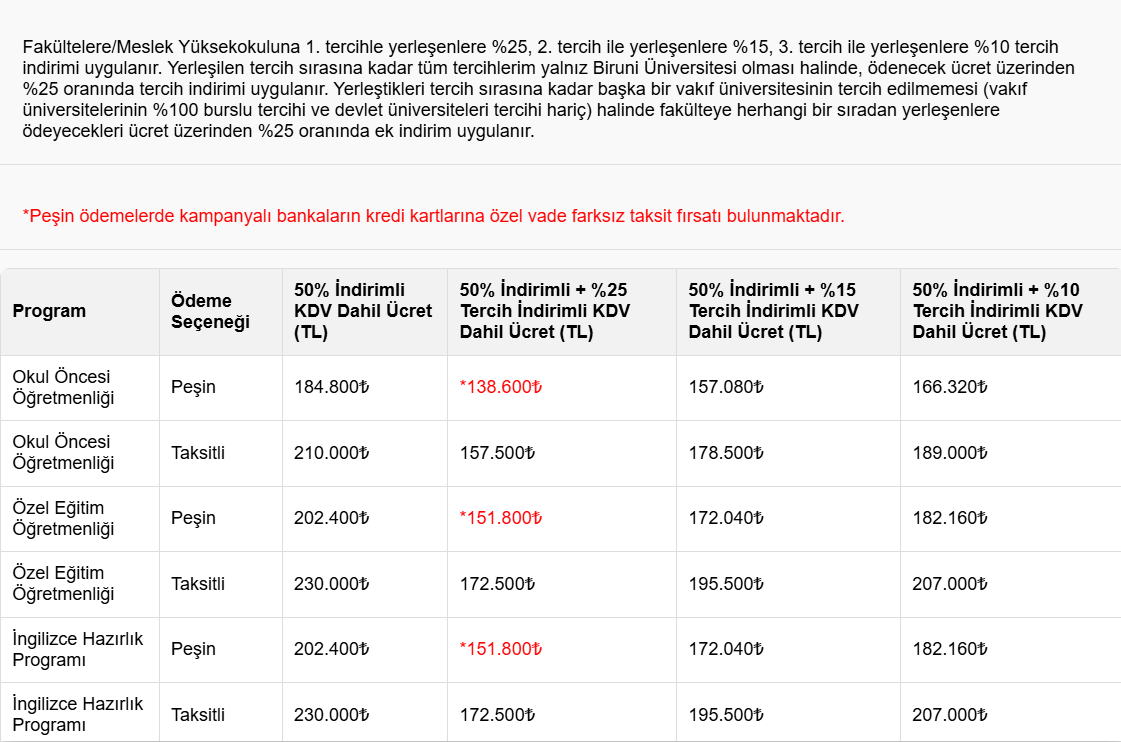 Fakültelere/Meslek Yüksekokuluna 1. tercihle yerleşenlere %25, 2. tercih ile yerleşenlere %15, 3. tercih ile yerleşenlere %10 tercih
indirimi uygulanır. Yerleşilen tercih sırasına kadar tüm tercihlerim yalnız Biruni Üniversitesi olması halinde, ödenecek ücret üzerinden
%25 oranında tercih indirimi uygulanır. Yerleştikleri tercih sırasına kadar başka bir vakıf üniversitesinin tercih edilmemesi (vakıf
üniversitelerinin %100 burslu tercihi ve devlet üniversiteleri tercihi hariç) halinde fakülteye herhangi bir sıradan yerleşenlere
ödeyecekleri ücret üzerinden %25 oranında ek indirim uygulanır.
*Peşin ödemelerde kampanyalı bankaların kredi kartlarına özel vade farksız taksit fırsatı bulunmaktadır.
Program
Ödeme
Seçeneği
50% İndirimli
KDV Dahil Ücret
(TL)
50% İndirimli + %25
Tercih İndirimli KDV
Dahil Ücret (TL)
50% İndirimli + %15
Tercih İndirimli KDV
Dahil Ücret (TL)
50% İndirimli + %10
Tercih İndirimli KDV
Dahil Ücret (TL)
Okul Öncesi
Öğretmenliği
Peşin
184.800₺
*138.600₺
157.080₺
166.320₺
Okul Öncesi
Öğretmenliği
Taksitli
210.000₺
157.500₺
178.500₺
189.000₺
Özel Eğitim
Öğretmenliği
Peşin
202.400₺
*151.800₺
172.040₺
182.160₺
Özel Eğitim
Öğretmenliği
Taksitli
230.000₺
172.500₺
195.500₺
207.000₺
İngilizce Hazırlık
Programı
Peşin
202.400₺
*151.800₺
172.040₺
182.160₺
İngilizce Hazırlık
Programı
Taksitli
230.000₺
172.500₺
195.500₺
207.000₺